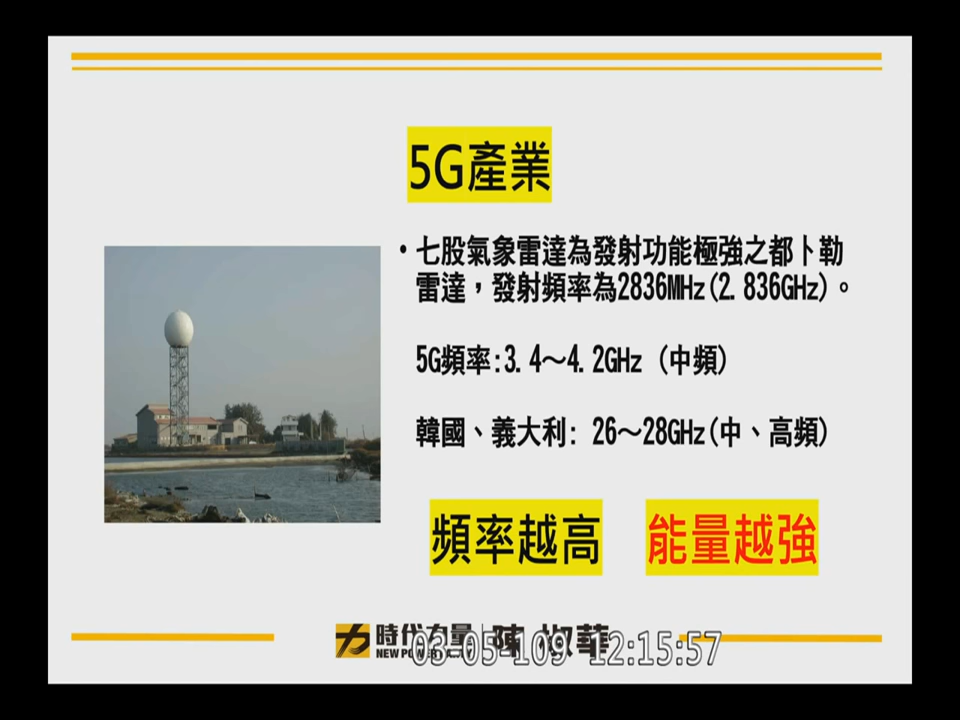 5G產業
•七股氣象雷達為發射功能極強之都卜勒
雷達，發射頻率為2836MHz(2.836GHz)。
5G頻率:3.4～4.2GHz (中頻)
韓國、義大利: 26～28GHz(中、高頻)
頻率越高 能量越強
時代力量 陳椒華
NEW POWER
03-05-109 12:15:57